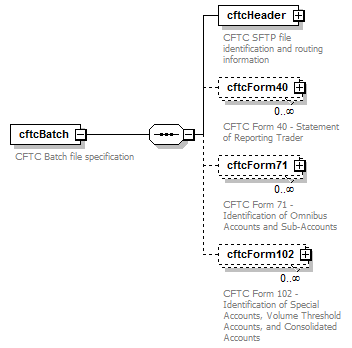 cftcHeader
CFTC SFTP file
identification and routing
information
cftcForm40
0..∞
CFTC Form 40 - Statement
of Reporting Trader
cftcBatch
CFTC Batch file specification
cftcForm71
0..∞
CFTC Form 71 -
Identification of Omnibus
Accounts and Sub-Accounts
cftcForm102
0..∞
CFTC Form 102 -
Identification of Special
Accounts, Volume Threshold
Accounts, and Consolidated
Accounts